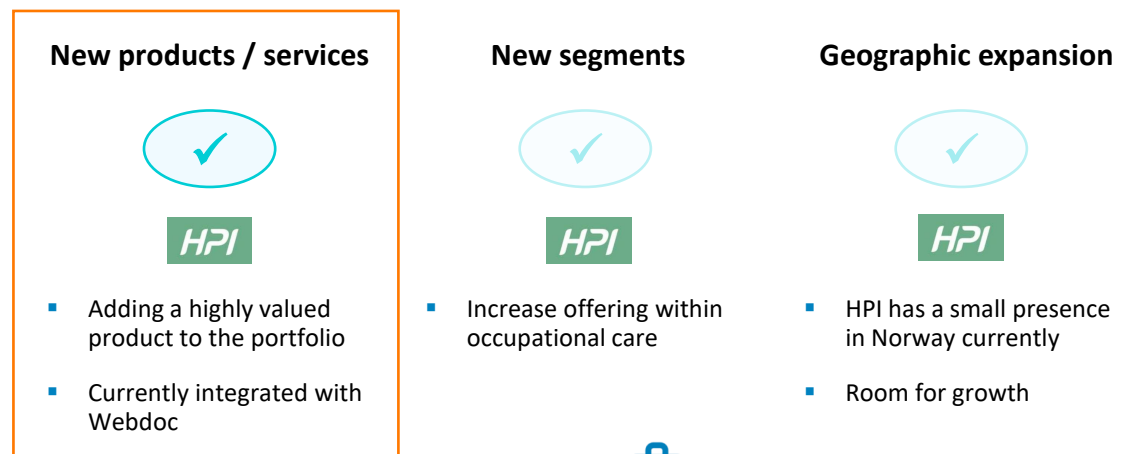 New products / services
HPI
Adding a highly valued
product to the portfolio
Currently integrated with
Webdoc
New segments
HPI
Increase offering within
occupational care
Geographic expansion
HPI
HPI has a small presence
in Norway currently
Room for growth